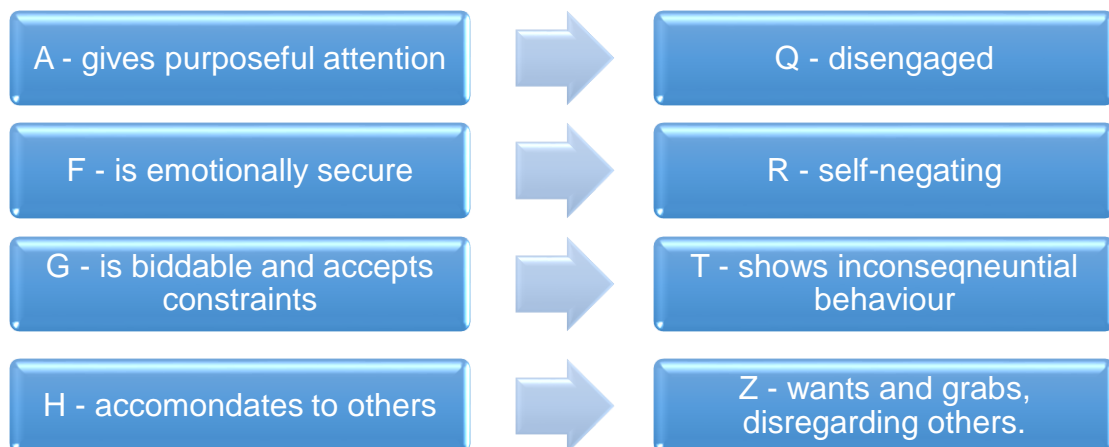 A - gives purposeful attention
Q - disengaged
F - is emotionally secure
R - self-negating
G - is biddable and accepts
constraints
T - shows inconseqneuntial
behaviour
H - accomondates to others
Z - wants and grabs,
disregarding others.